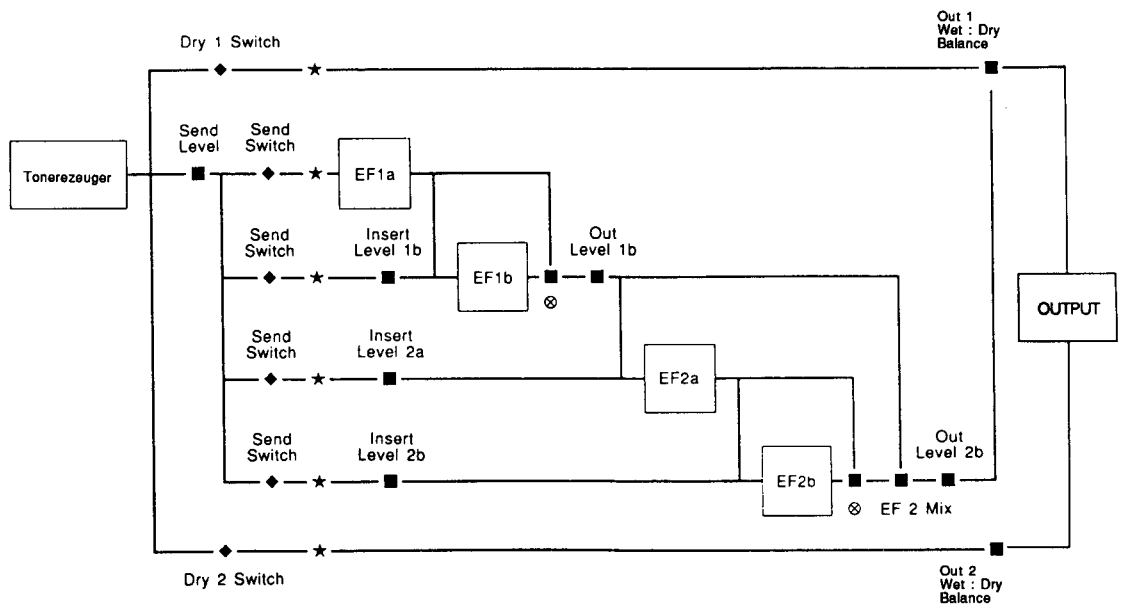 Out 1
Wet : Dry
Balance
Dry 1 Switch
Send
Level
Send
Switch
Tonerezeuger
EF1a
Send
Switch
Insert
Level 1b
Out
Level 1b
EF1b
OUTPUT
Send
Switch
Insert
Level 2a
EF2a
Send
Switch
Insert
Level 2b
Out
Level 2b
EF2b
EF 2 Mix
Dry 2 Switch
Out 2
Wet : Dry
Balance